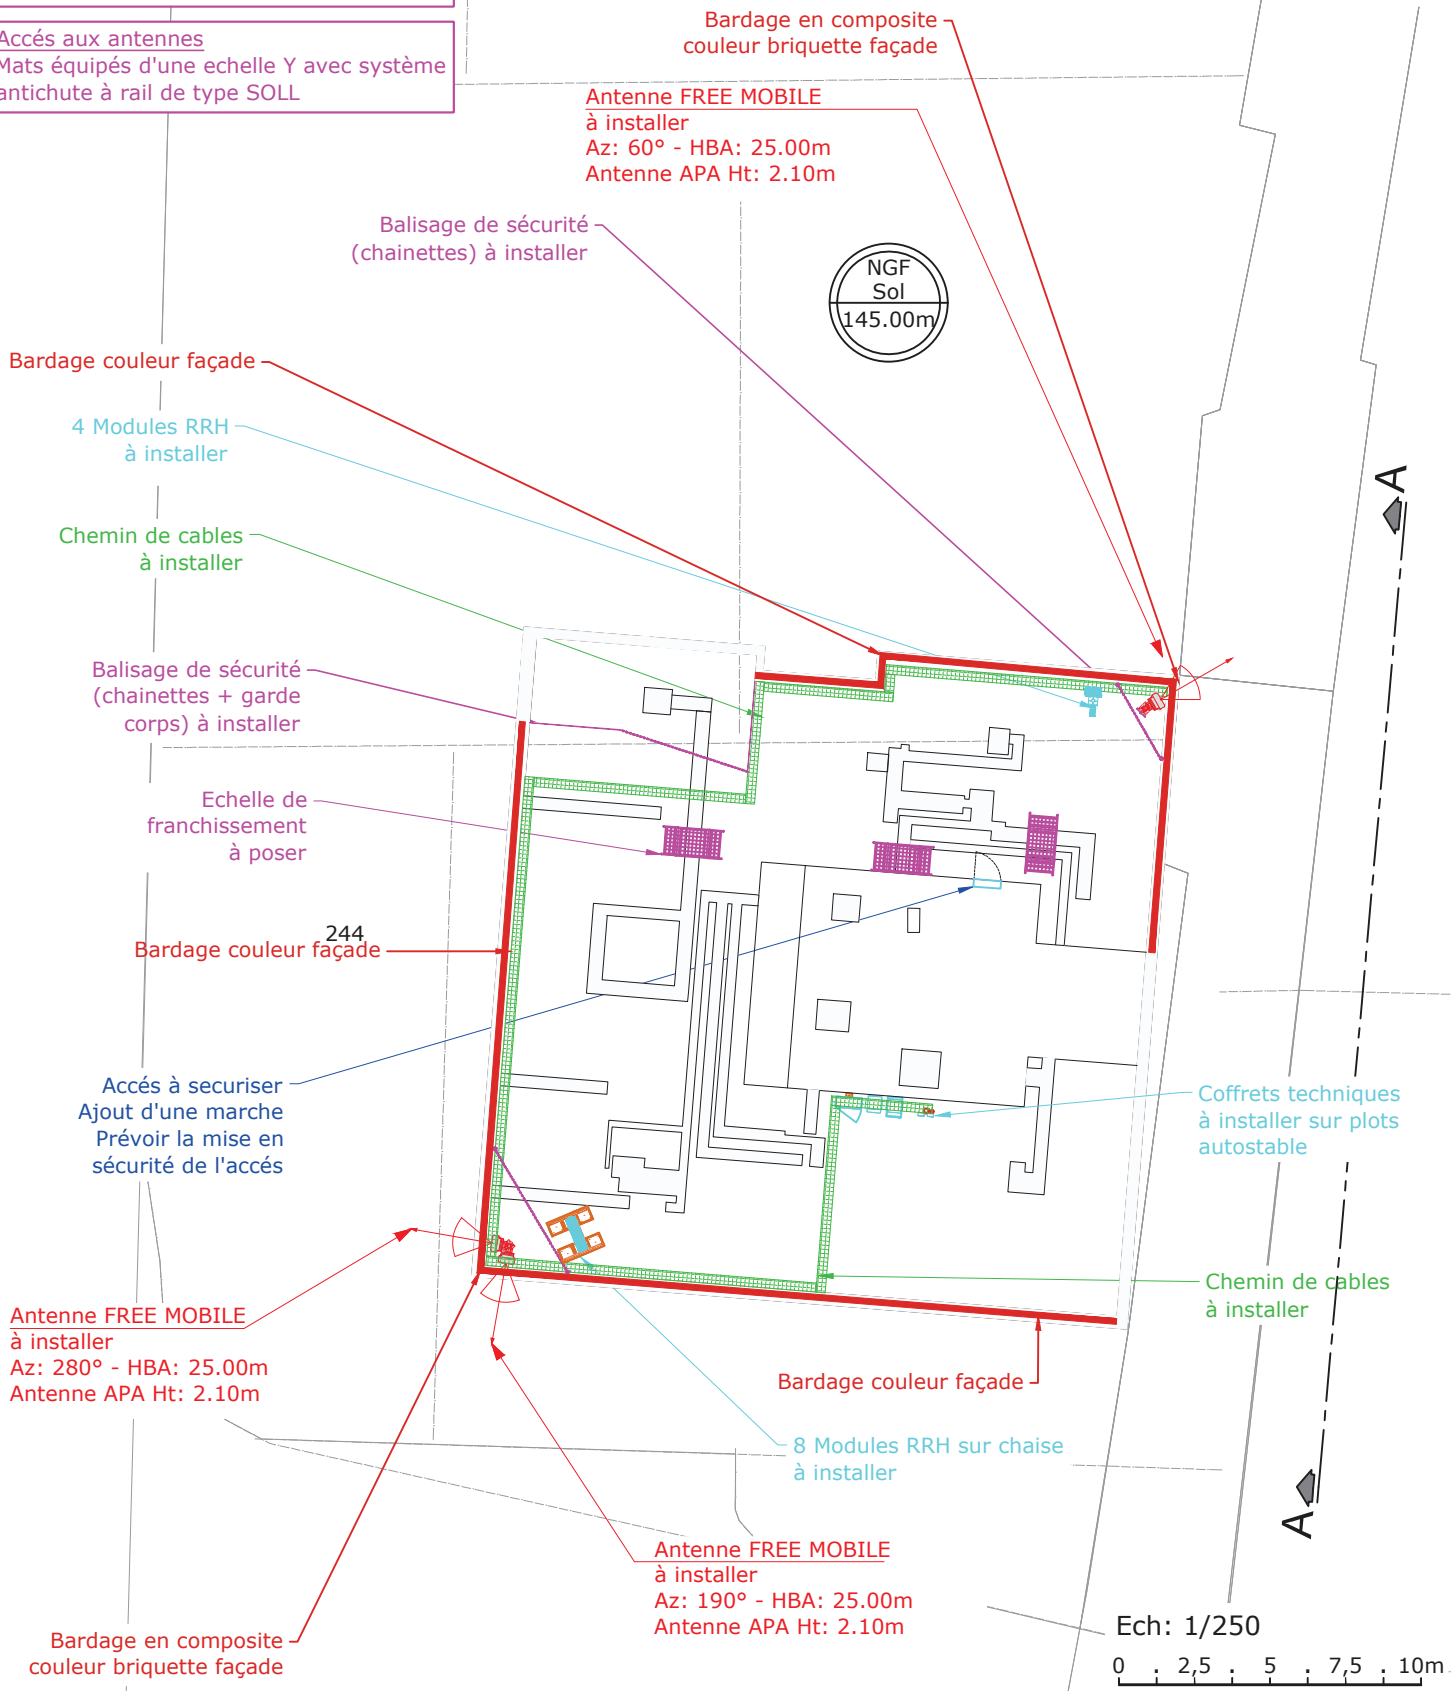 Accés aux antennes
Mats équipés d'une echelle Y avec système
antichute à rail de type SOLL
Bardage en composite
couleur briquette façade
Antenne FREE MOBILE
à installer
Az: 60° - HBA: 25.00m
Antenne APA Ht: 2.10m
Balisage de sécurité
(chainettes) à installer
NGF
Sol
145.00m
Bardage couleur façade
4 Modules RRH
à installer
A
Chemin de cables
à installer
Balisage de sécurité
(chainettes + garde
corps) à installer
Echelle de
franchissement
à poser
244
Bardage couleur façade
Accés à securiser
Ajout d'une marche
Prévoir la mise en
sécurité de l'accés
Coffrets techniques
à installer sur plots
autostable
Chemin de cables
à installer
Antenne FREE MOBILE
à installer
Az: 280° - HBA: 25.00m
Antenne APA Ht: 2.10m
Bardage couleur façade
8 Modules RRH sur chaise
à installer
A
Antenne FREE MOBILE
à installer
Az: 190° - HBA: 25.00m
Antenne APA Ht: 2.10m
Bardage en composite
couleur briquette façade
Ech: 1/250
0 . 2,5 . 5 . 7,5 . 10m